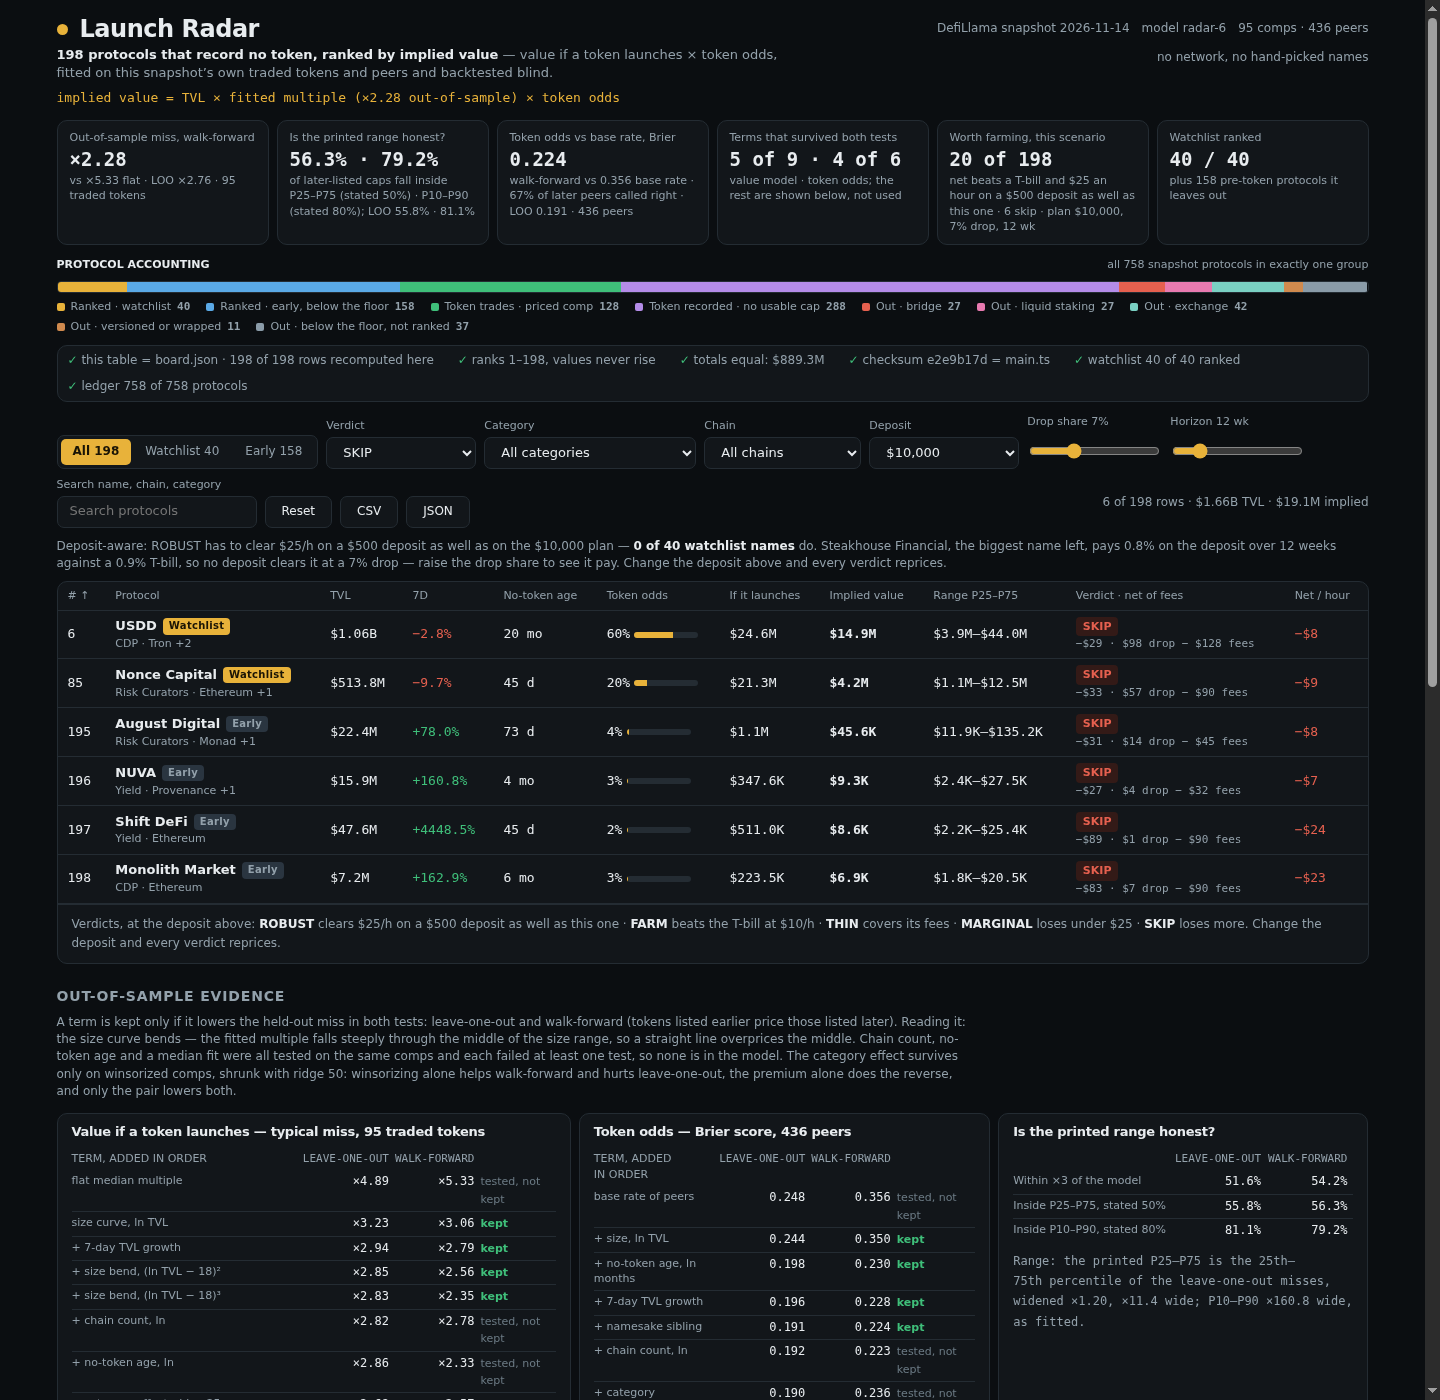 Launch Radar
DefiLlama snapshot 2026-11-14 model radar-6 95 comps · 436 peers
198 protocols that record no token, ranked by implied value — value if a token launches × token odds,
fitted on this snapshot's own traded tokens and peers and backtested blind.
no network, no hand-picked names
implied value = TVL × fitted multiple (×2.28 out-of-sample) × token odds
Out-of-sample miss, walk-forward
×2.28
vs ×5.33 flat · LOO ×2.76 · 95
traded tokens
Is the printed range honest?
56.3% · 79.2%
of later-listed caps fall inside
P25–P75 (stated 50%) · P10–P90
(stated 80%); LOO 55.8% · 81.1%
Token odds vs base rate, Brier
0.224
walk-forward vs 0.356 base rate ·
67% of later peers called right ·
LOO 0.191 · 436 peers
Terms that survived both tests
5 of 9 · 4 of 6
value model · token odds; the
rest are shown below, not used
Worth farming, this scenario
20 of 198
net beats a T-bill and $25 an
hour on a $500 deposit as well as
this one · 6 skip · plan $10,000,
7% drop, 12 wk
Watchlist ranked
40 / 40
plus 158 pre-token protocols it
leaves out
PROTOCOL ACCOUNTING
all 758 snapshot protocols in exactly one group
Ranked · watchlist 40 Ranked · early, below the floor 158 Token trades · priced comp 128 Token recorded · no usable cap 288 Out · bridge 27 Out · liquid staking 27 Out · exchange 42
Out · versioned or wrapped 11 Out · below the floor, not ranked 37
✓ this table = board.json · 198 of 198 rows recomputed here ✓ ranks 1–198, values never rise ✓ totals equal: $889.3M ✓ checksum e2e9b17d = main.ts ✓ watchlist 40 of 40 ranked
✓ ledger 758 of 758 protocols
All 198 Watchlist 40 Early 158
Verdict
SKIP
Category
All categories
Chain
All chains
Deposit
$10,000
Drop share 7%
Horizon 12 wk
Search name, chain, category
Search protocols
Reset CSV JSON
6 of 198 rows · $1.66B TVL · $19.1M implied
Deposit-aware: ROBUST has to clear $25/h on a $500 deposit as well as on the $10,000 plan — 0 of 40 watchlist names do. Steakhouse Financial, the biggest name left, pays 0.8% on the deposit over 12 weeks
against a 0.9% T-bill, so no deposit clears it at a 7% drop — raise the drop share to see it pay. Change the deposit above and every verdict reprices.
# ↑ Protocol TVL 7D No-token age Token odds If it launches Implied value Range P25–P75 Verdict · net of fees Net / hour
6 USDD Watchlist $1.06B −2.8% 20 mo 60% $24.6M $14.9M $3.9M–$44.0M SKIP −$8
CDP · Tron +2 −$29 · $98 drop − $128 fees
85 Nonce Capital Watchlist $513.8M −9.7% 45 d 20% $21.3M $4.2M $1.1M–$12.5M SKIP −$9
Risk Curators · Ethereum +1 −$33 · $57 drop − $90 fees
195 August Digital Early $22.4M +78.0% 73 d 4% $1.1M $45.6K $11.9K–$135.2K SKIP −$8
Risk Curators · Monad +1 −$31 · $14 drop − $45 fees
196 NUVA Early $15.9M +160.8% 4 mo 3% $347.6K $9.3K $2.4K–$27.5K SKIP −$7
Yield · Provenance +1 −$27 · $4 drop − $32 fees
197 Shift DeFi Early $47.6M +4448.5% 45 d 2% $511.0K $8.6K $2.2K–$25.4K SKIP −$24
Yield · Ethereum −$89 · $1 drop − $90 fees
198 Monolith Market Early $7.2M +162.9% 6 mo 3% $223.5K $6.9K $1.8K–$20.5K SKIP −$23
CDP · Ethereum −$83 · $7 drop − $90 fees
Verdicts, at the deposit above: ROBUST clears $25/h on a $500 deposit as well as this one · FARM beats the T-bill at $10/h · THIN covers its fees · MARGINAL loses under $25 · SKIP loses more. Change the
deposit and every verdict reprices.
OUT-OF-SAMPLE EVIDENCE
A term is kept only if it lowers the held-out miss in both tests: leave-one-out and walk-forward (tokens listed earlier price those listed later). Reading it:
the size curve bends — the fitted multiple falls steeply through the middle of the size range, so a straight line overprices the middle. Chain count, no-
token age and a median fit were all tested on the same comps and each failed at least one test, so none is in the model. The category effect survives
only on winsorized comps, shrunk with ridge 50: winsorizing alone helps walk-forward and hurts leave-one-out, the premium alone does the reverse,
and only the pair lowers both.
Value if a token launches — typical miss, 95 traded tokens
TERM, ADDED IN ORDER LEAVE-ONE-OUT WALK-FORWARD
flat median multiple ×4.89 ×5.33 tested, not
kept
size curve, ln TVL ×3.23 ×3.06 kept
+ 7-day TVL growth ×2.94 ×2.79 kept
+ size bend, (ln TVL − 18)² ×2.85 ×2.56 kept
+ size bend, (ln TVL − 18)³ ×2.83 ×2.35 kept
+ chain count, ln ×2.82 ×2.78 tested, not
kept
+ no-token age, ln ×2.86 ×2.33 tested, not
kept
Token odds — Brier score, 436 peers
TERM, ADDED LEAVE-ONE-OUT WALK-FORWARD
IN ORDER
base rate of peers 0.248 0.356 tested, not
kept
+ size, ln TVL 0.244 0.350 kept
+ no-token age, ln 0.198 0.230 kept
months
+ 7-day TVL growth 0.196 0.228 kept
+ namesake sibling 0.191 0.224 kept
+ chain count, ln 0.192 0.223 tested, not
kept
+ category 0.190 0.236 tested, not
Is the printed range honest?
LEAVE-ONE-OUT WALK-FORWARD
Within ×3 of the model 51.6% 54.2%
Inside P25–P75, stated 50% 55.8% 56.3%
Inside P10–P90, stated 80% 81.1% 79.2%
Range: the printed P25–P75 is the 25th–
75th percentile of the leave-one-out misses,
widened ×1.20, ×11.4 wide; P10–P90 ×160.8 wide,
as fitted.